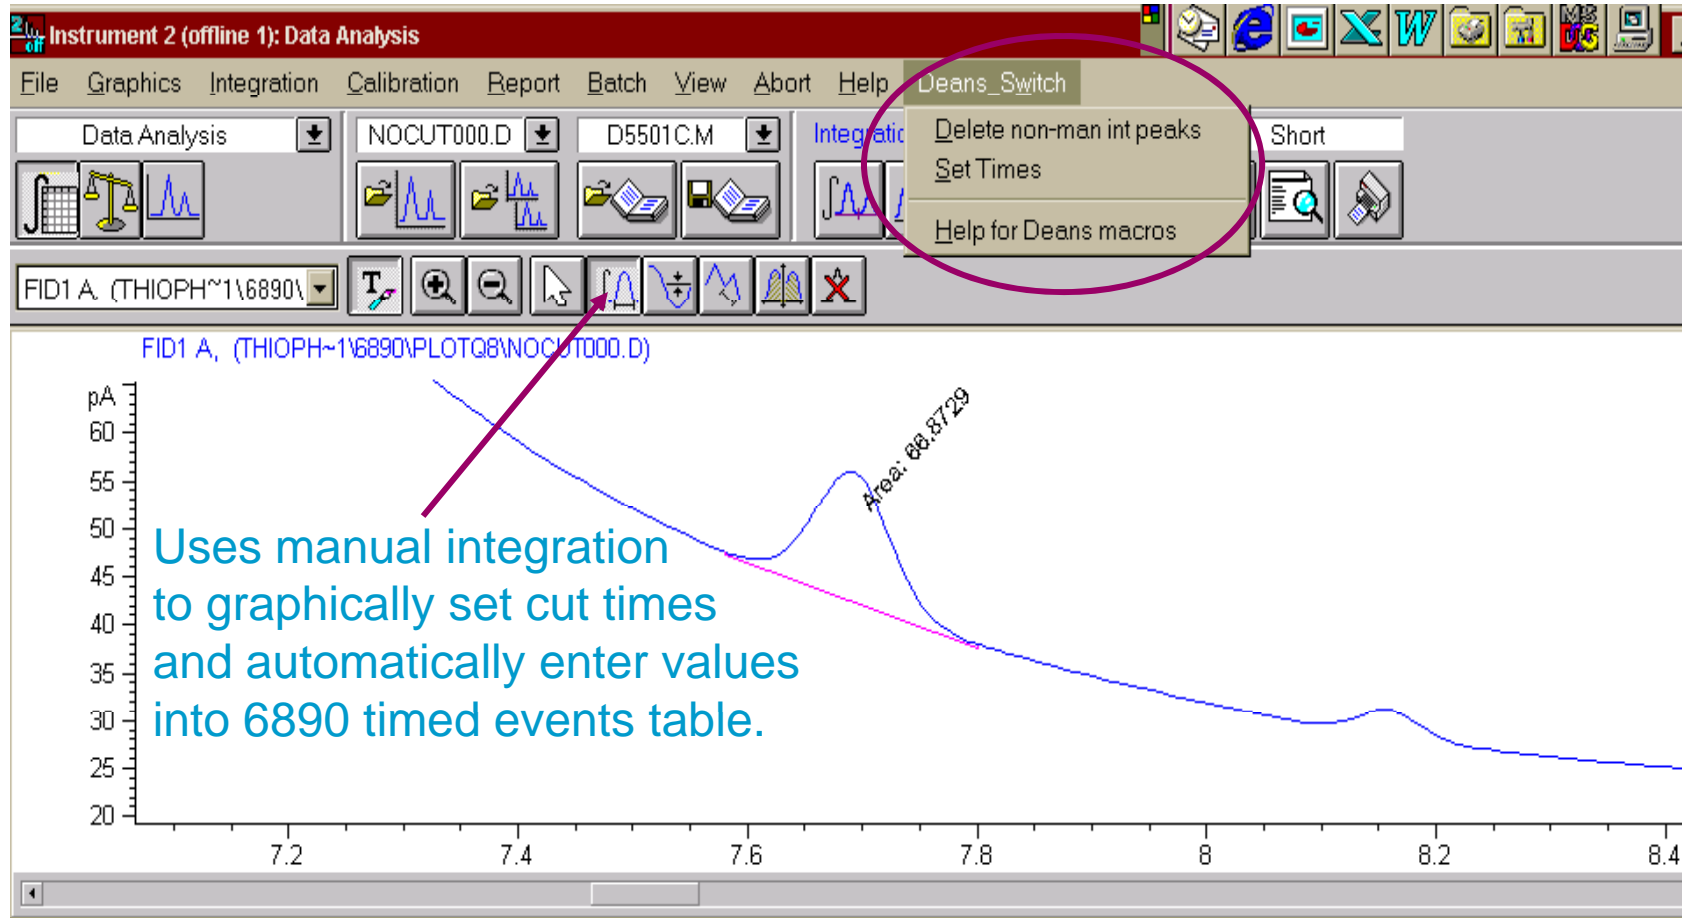 Instrument 2 (offline 1): Data Analysis
File Graphics Integration Calibration Report Batch View Abort Help Deans_Switch
Data Analysis NOCUT000.D D5501C.M Short
Delete non-man int peaks
Set Times
Help for Deans macros
FID1 A. (THIOPH~1\6890\
FID1 A, (THIOPH~1\6890\PLOTQ8\NOCUT000.D)
pA
60
55
50
45
40
35
30
25
20
Area: 66.8729
Uses manual integration
to graphically set cut times
and automatically enter values
into 6890 timed events table.
7.2 7.4 7.6 7.8 8 8.2 8.4